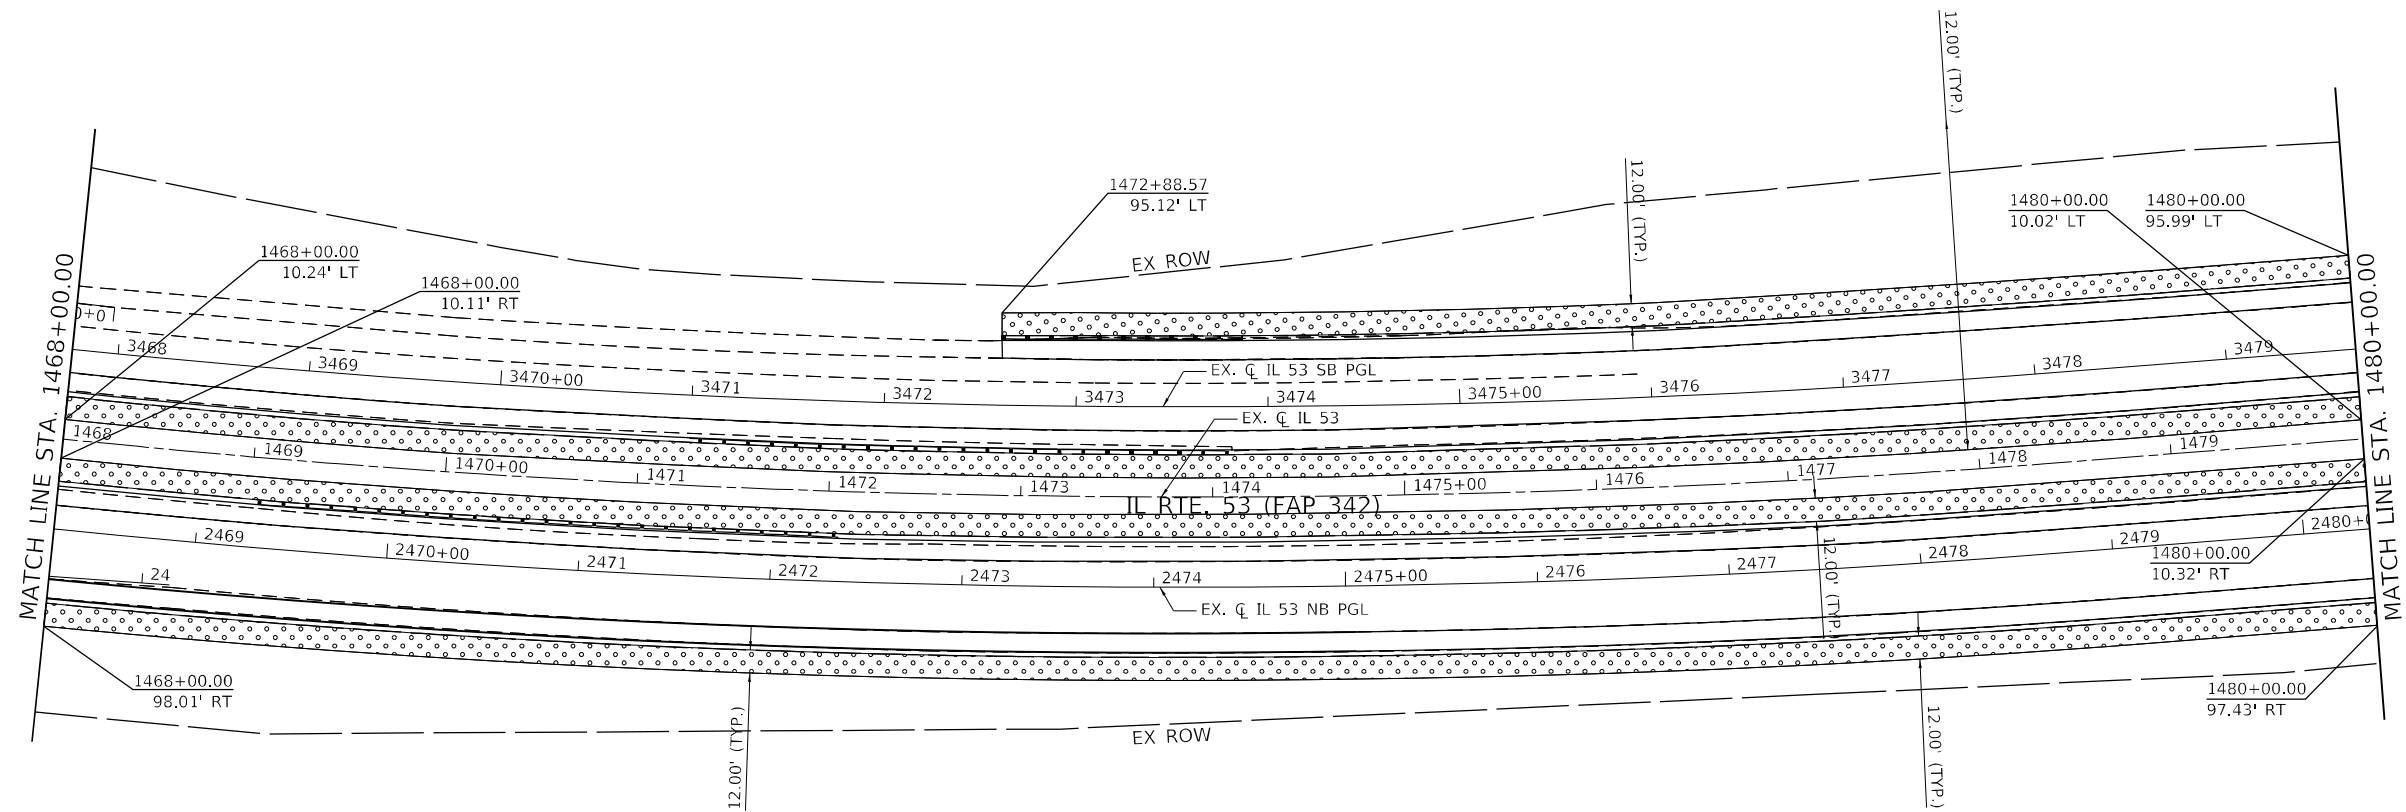 12.00' (TYP.)
12.00' (TYP.)
1472+88.57
95.12' LT
1480+00.00
10.02' LT
1480+00.00
95.99' LT
EX ROW
1468+00.00
10.24' LT
1468+00.00
10.11' RT
MATCH LINE STA. 1468+00.00
MATCH LINE STA. 1480+00.00
0+0
3468
3469
3470+00
3471
3472
3473
3474
3475+00
3476
3477
3478
3479
EX. ℄ IL 53 SB PGL
EX. ℄ IL 53
1468
1469
1470+00
1471
1472
1473
1474
1475+00
1476
1477
1478
1479
IL RTE. 53 (FAP 342)
24
2469
2470+00
2471
2472
2473
2474
2475+00
2476
2477
2478
2479
2480+0
EX. ℄ IL 53 NB PGL
12.00' (TYP.)
1480+00.00
10.32' RT
1468+00.00
98.01' RT
1480+00.00
97.43' RT
12.00' (TYP.)
12.00' (TYP.)
EX ROW